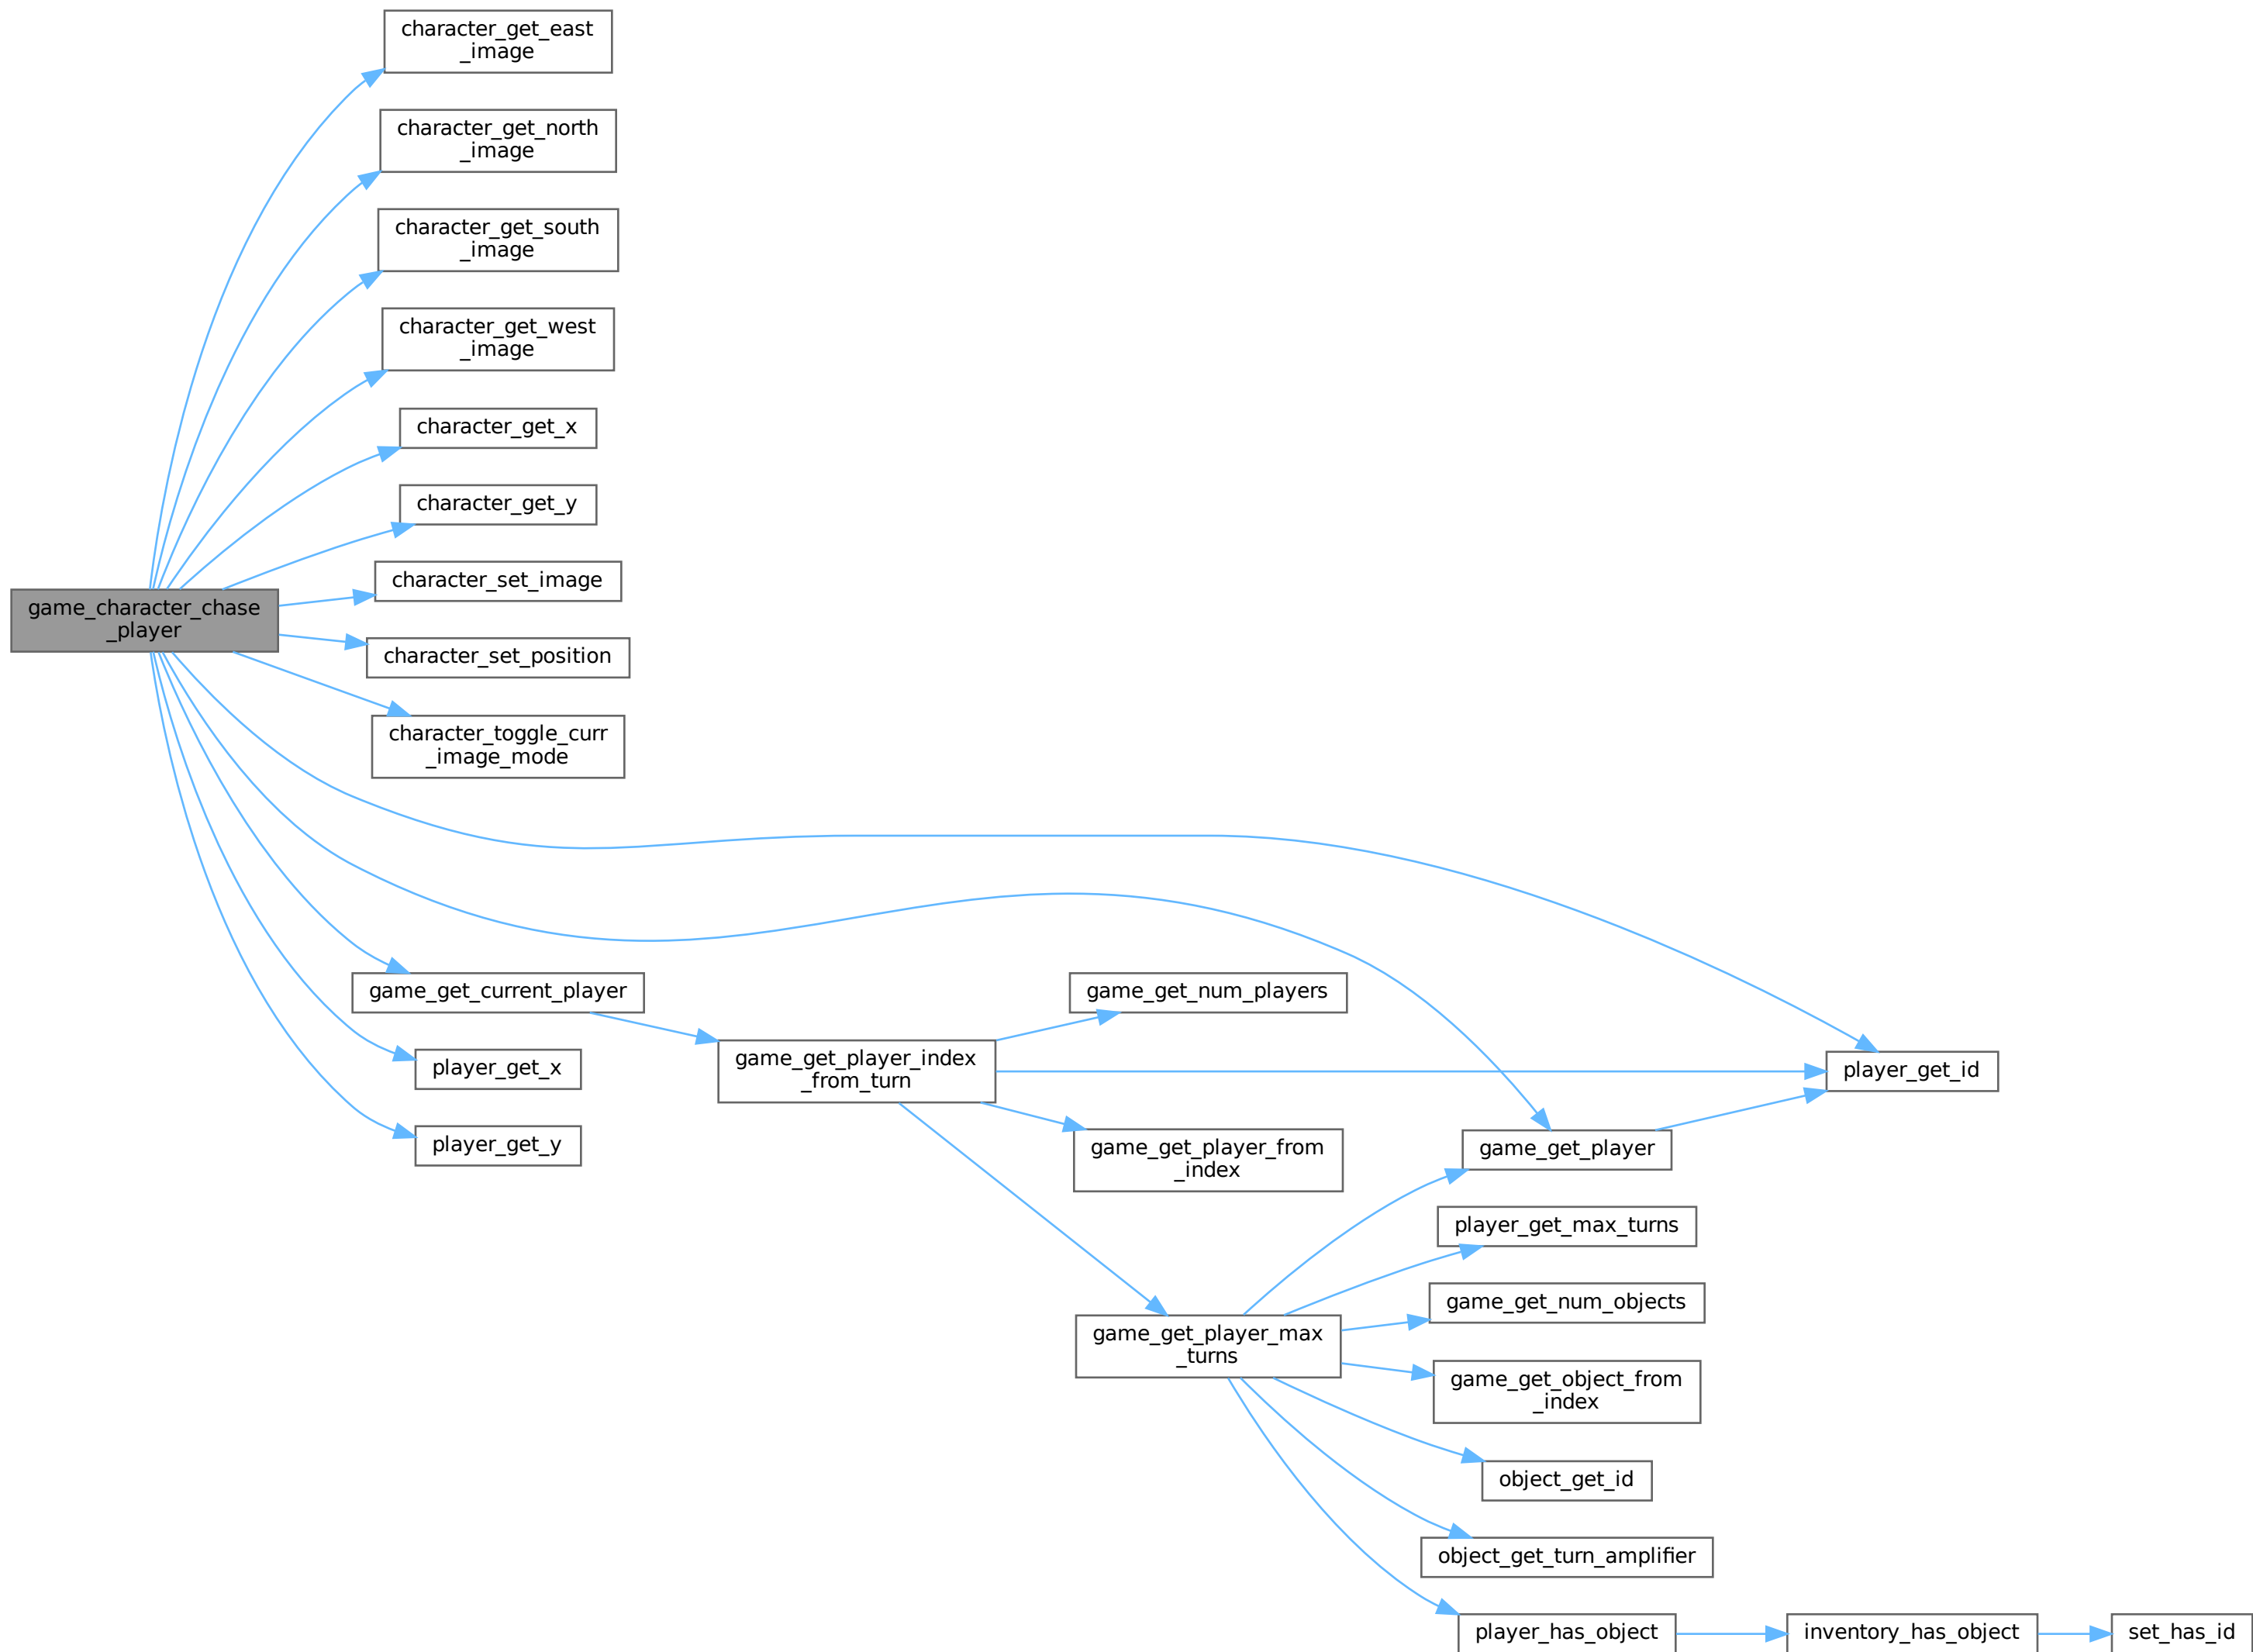 character_get_east
_image
character_get_north
_image
character_get_south
_image
character_get_west
_image
character_get_x
character_get_y
character_set_image
game_character_chase
_player
character_set_position
character_toggle_curr
_image_mode
game_get_current_player
game_get_num_players
game_get_player_index
_from_turn
player_get_x
player_get_id
player_get_y
game_get_player_from
_index
game_get_player
player_get_max_turns
game_get_num_objects
game_get_player_max
_turns
game_get_object_from
_index
object_get_id
object_get_turn_amplifier
player_has_object
inventory_has_object
set_has_id